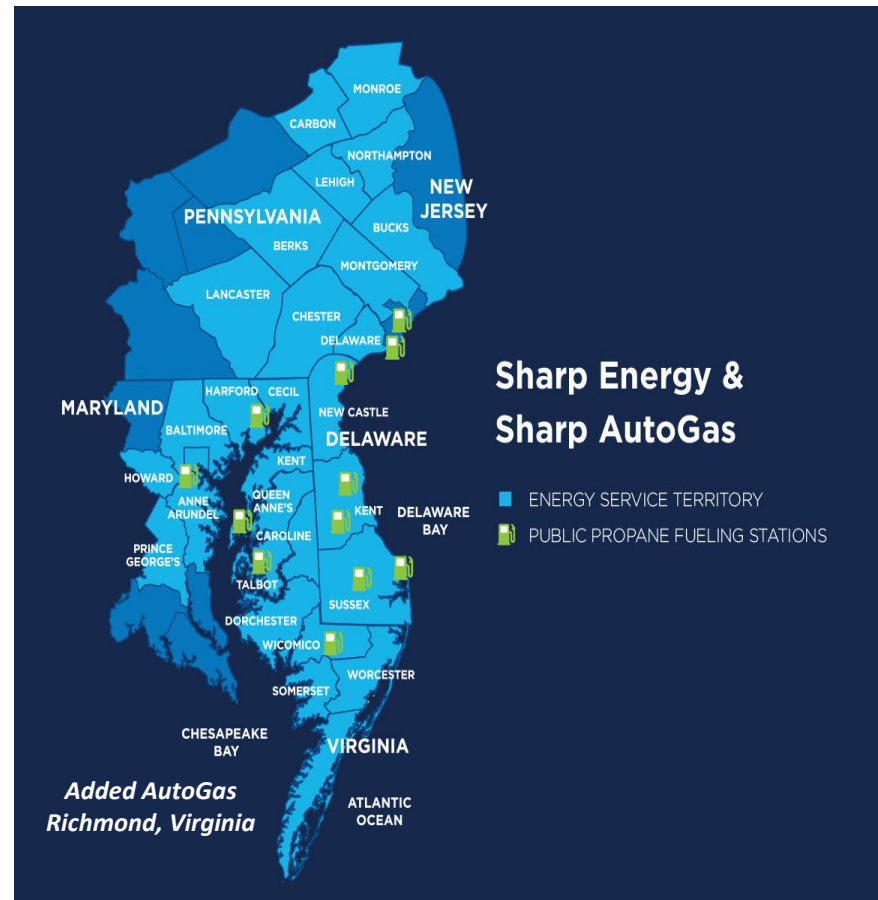 MONROE
CARBON
NORTHAMPTON
LEHIGH
NEW
JERSEY
PENNSYLVANIA
BUCKS
BERKS
MONTGOMERY
LANCASTER
CHESTER
DELAWARE
Sharp Energy &
Sharp AutoGas
ENERGY SERVICE TERRITORY
PUBLIC PROPANE FUELING STATIONS
HARFORD
CECIL
MARYLAND
NEW CASTLE
BALTIMORE
DELAWARE
KENT
HOWARD
QUEEN
ANNE'S
ANNE
ARUNDEL
KENT
DELAWARE
BAY
CAROLINE
PRINCE
GEORGE'S
TALBOT
SUSSEX
DORCHESTER
WICOMICO
WORCESTER
SOMERSET
CHESAPEAKE
BAY
VIRGINIA
Added AutoGas
Richmond, Virginia
ATLANTIC
OCEAN